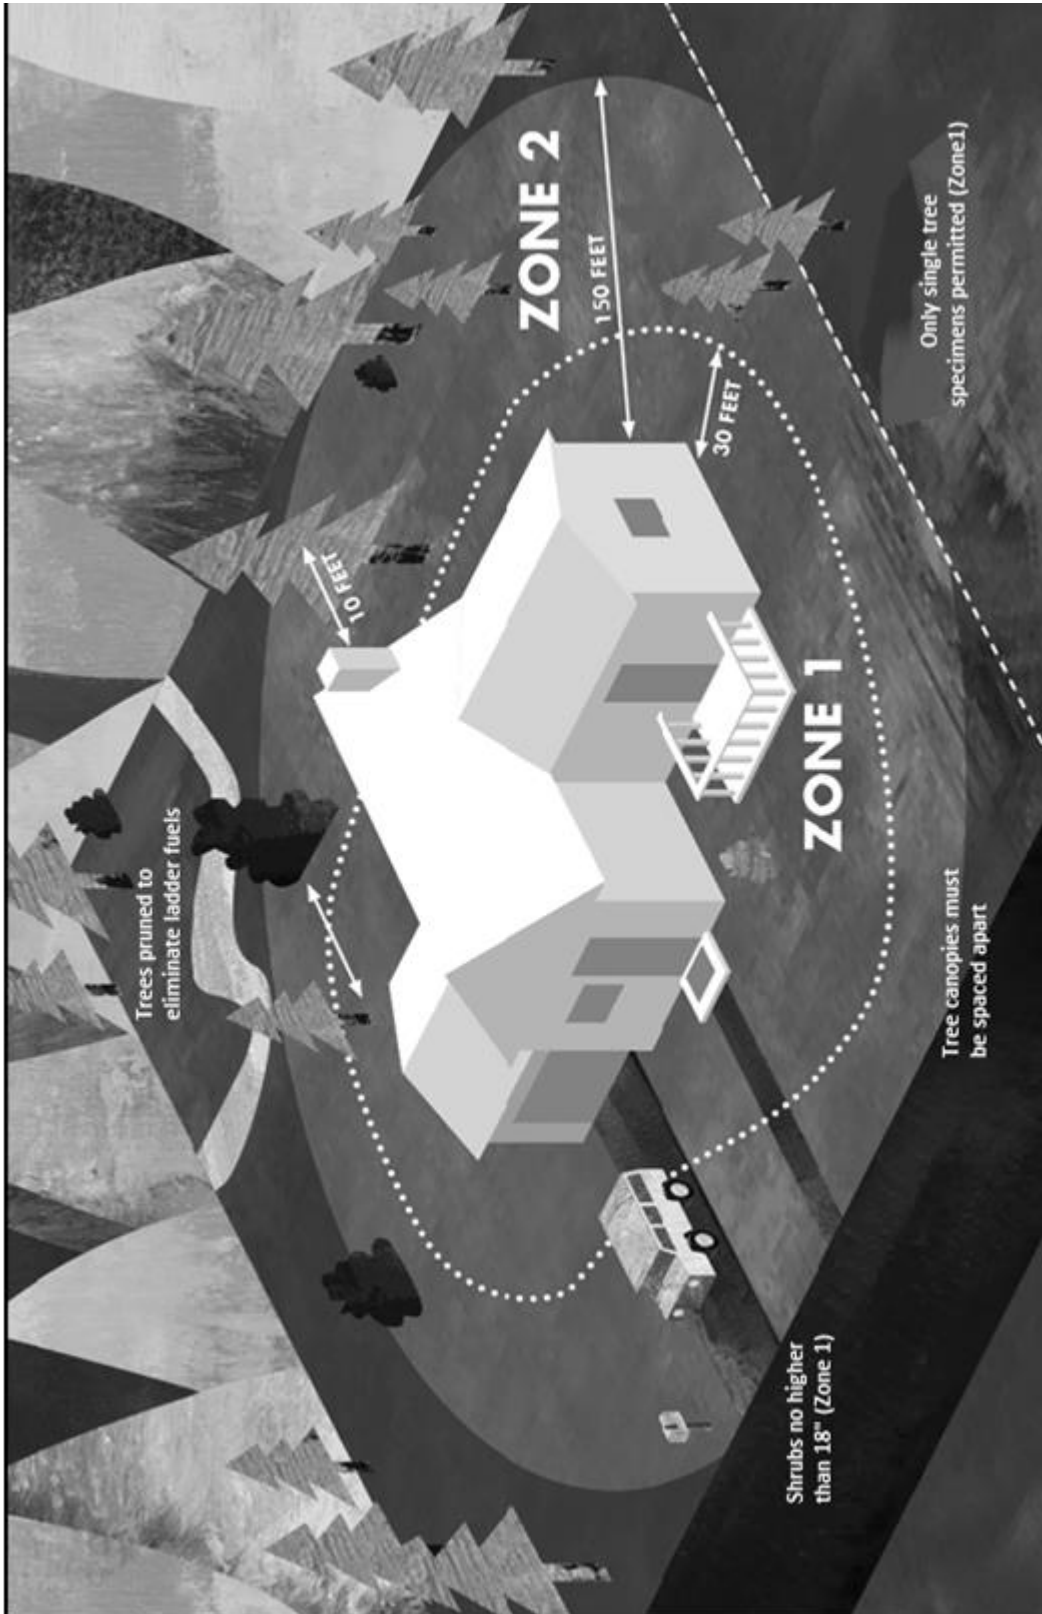 Trees pruned to
eliminate ladder fuels
10 FEET
ZONE 2
150 FEET
30 FEET
ZONE 1
Shrubs no higher
than 18" (Zone 1)
Tree canopies must
be spaced apart
Only single tree
specimens permitted (Zone1)